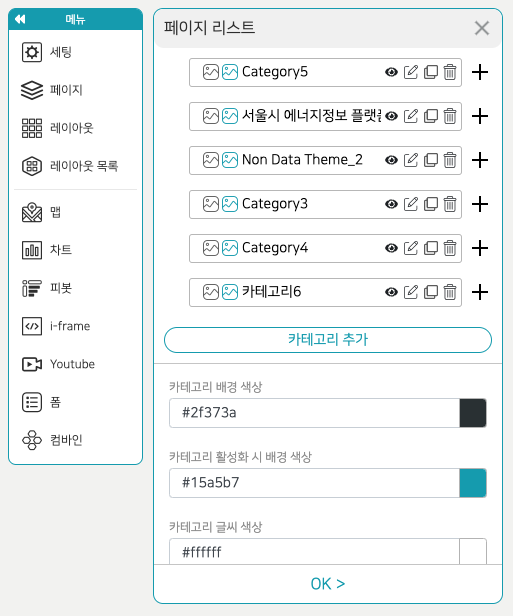 메뉴
세팅
페이지
레이아웃
레이아웃 목록
맵
차트
피봇
i-frame
Youtube
폼
컴바인
페이지 리스트
Category5
서울시 에너지정보 플랫폼
Non Data Theme_2
Category3
Category4
카테고리6
카테고리 추가
카테고리 배경 색상
#2f373a
카테고리 활성화 시 배경 색상
#15a5b7
카테고리 글씨 색상
#ffffff
OK >